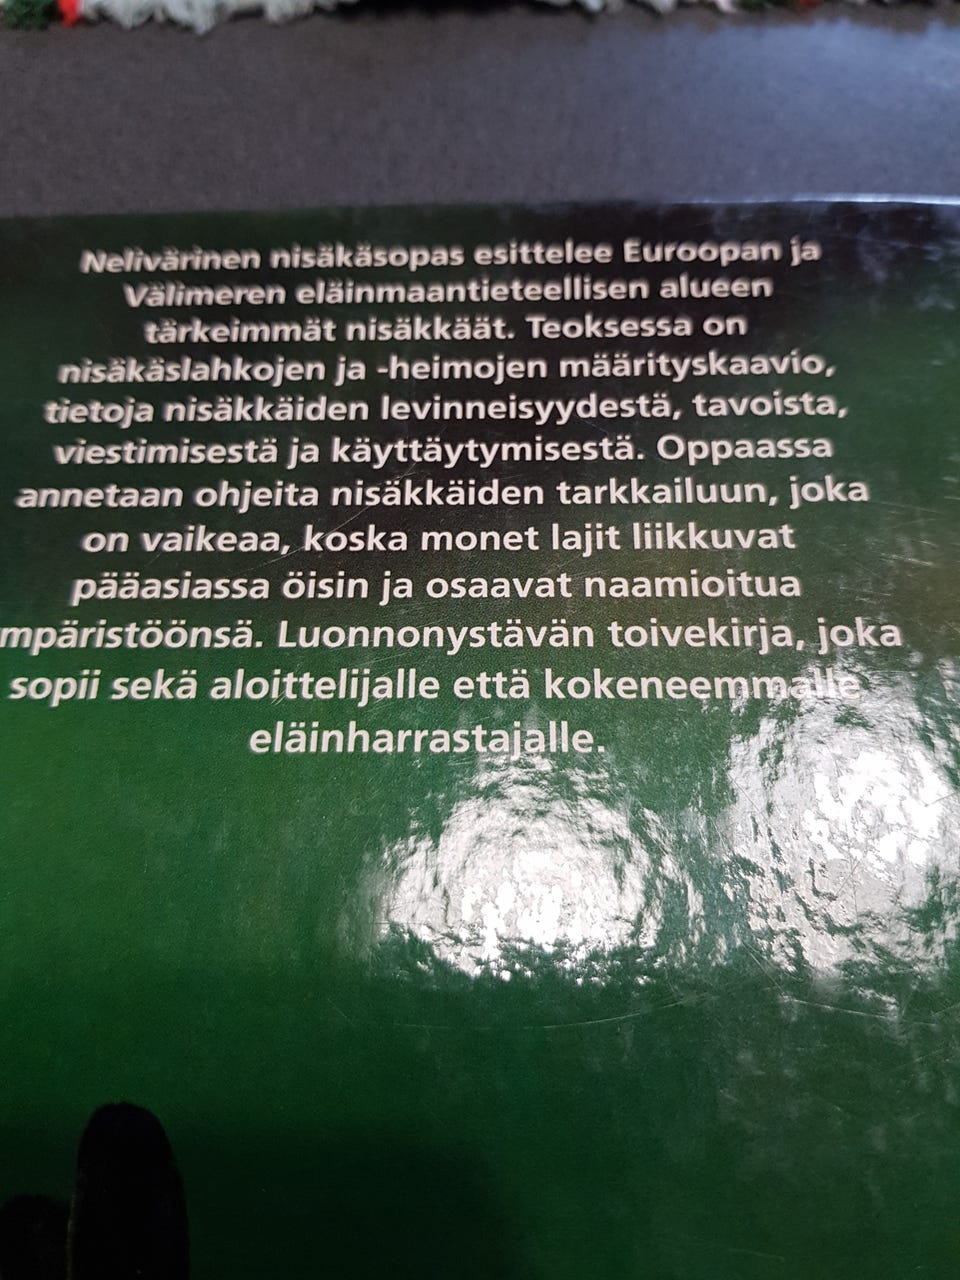 Nelivärinen nisäkäsopas esittelee Euroopan ja
Välimeren eläinmaantieteellisen alueen
tärkeimmät nisäkkäät. Teoksessa on
nisäkäslahkojen ja -heimojen määrityskaavio,
tietoja nisäkkäiden levinneisyydestä, tavoista,
viestimisestä ja käyttäytymisestä. Oppaassa
annetaan ohjeita nisäkkäiden tarkkailuun, joka
on vaikeaa, koska monet lajit liikkuvat
pääasiassa öisin ja osaavat naamioitua
mpäristöönsä. Luonnonystävän toivekirja, joka
sopii sekä aloittelijalle että kokeneemmalle
eläinharrastajalle.